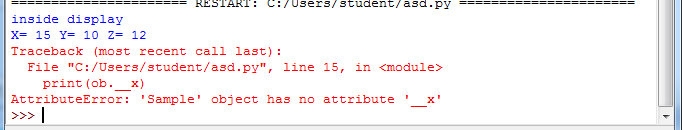 ====================== RESTART: C:/Users/student/asd.py ======================
inside display
X= 15 Y= 10 Z= 12
Traceback (most recent call last):
  File "C:/Users/student/asd.py", line 15, in <module>
    print(ob.__x)
AttributeError: 'Sample' object has no attribute '__x'
>>>